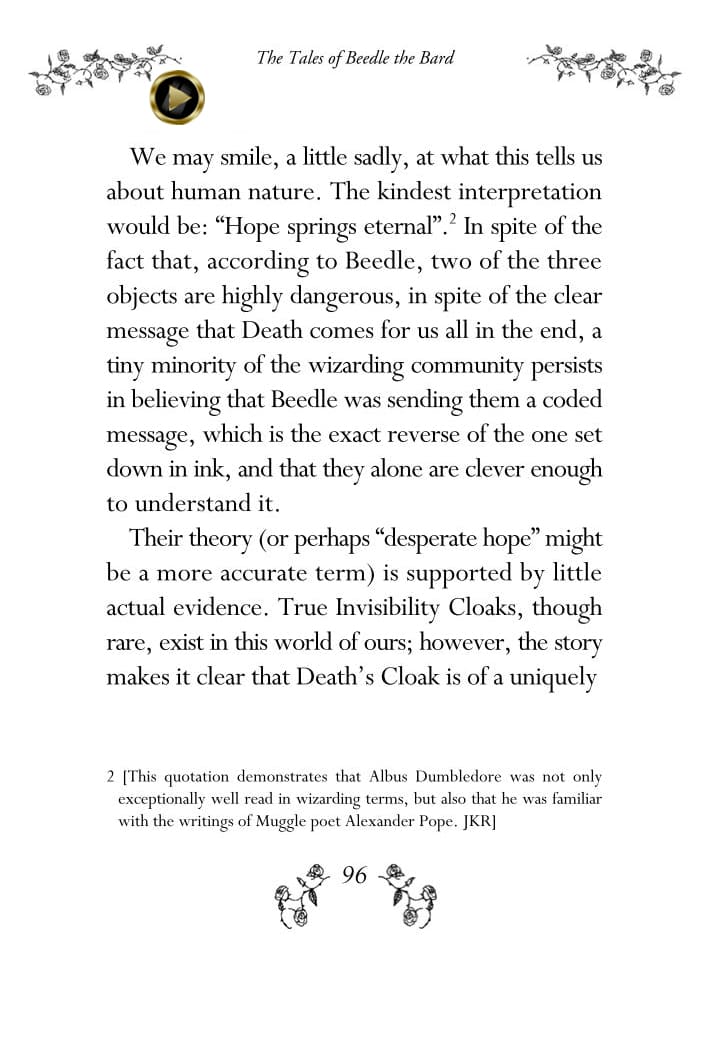 The Tales of Beedle the Bard
We may smile, a little sadly, at what this tells us
about human nature. The kindest interpretation
would be: “Hope springs eternal”.2 In spite of the
fact that, according to Beedle, two of the three
objects are highly dangerous, in spite of the clear
message that Death comes for us all in the end, a
tiny minority of the wizarding community persists
in believing that Beedle was sending them a coded
message, which is the exact reverse of the one set
down in ink, and that they alone are clever enough
to understand it.
Their theory (or perhaps “desperate hope” might
be a more accurate term) is supported by little
actual evidence. True Invisibility Cloaks, though
rare, exist in this world of ours; however, the story
makes it clear that Death’s Cloak is of a uniquely
2 [This quotation demonstrates that Albus Dumbledore was not only
exceptionally well read in wizarding terms, but also that he was familiar
with the writings of Muggle poet Alexander Pope. JKR]
96